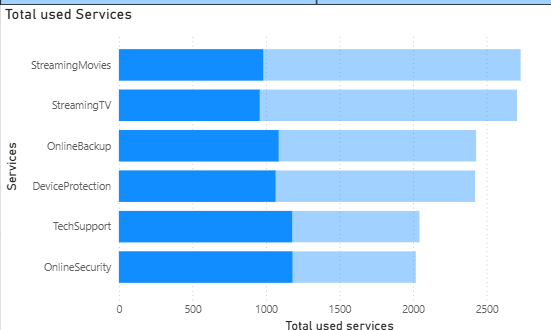 Total used Services
StreamingMovies
StreamingTV
OnlineBackup
DeviceProtection
TechSupport
OnlineSecurity
Services
0 500 1000 1500 2000 2500
Total used services